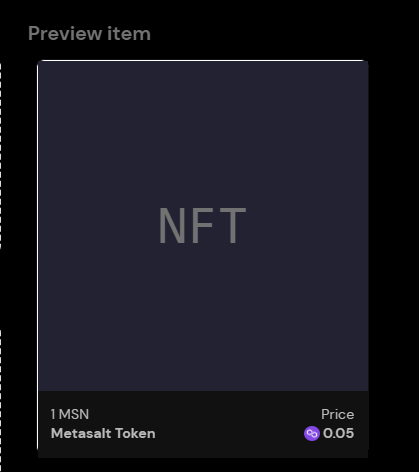 Preview item
NFT
1 MSN Price
Metasalt Token 0.05